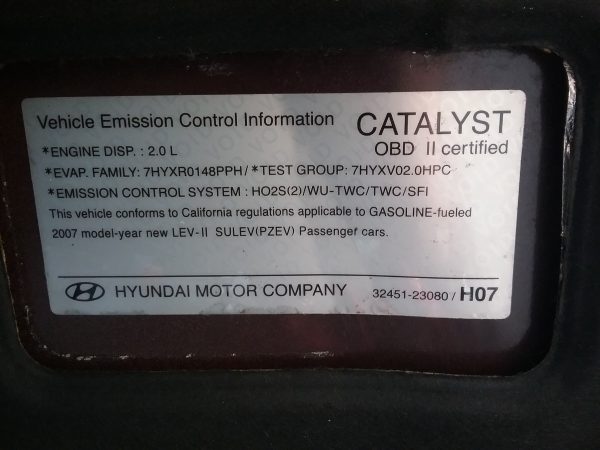 Vehicle Emission Control Information CATALYST
OBD II certified
*ENGINE DISP. : 2.0 L
*EVAP. FAMILY: 7HYXR0148PPH/*TEST GROUP: 7HYXV02.0HPC
*EMISSION CONTROL SYSTEM : HO2S(2)/WU-TWC/TWC/SFI
This vehicle conforms to California regulations applicable to GASOLINE-fueled
2007 model-year new LEV-II SULEV(PZEV) Passenger cars.
HYUNDAI MOTOR COMPANY 32451-23080 / H07